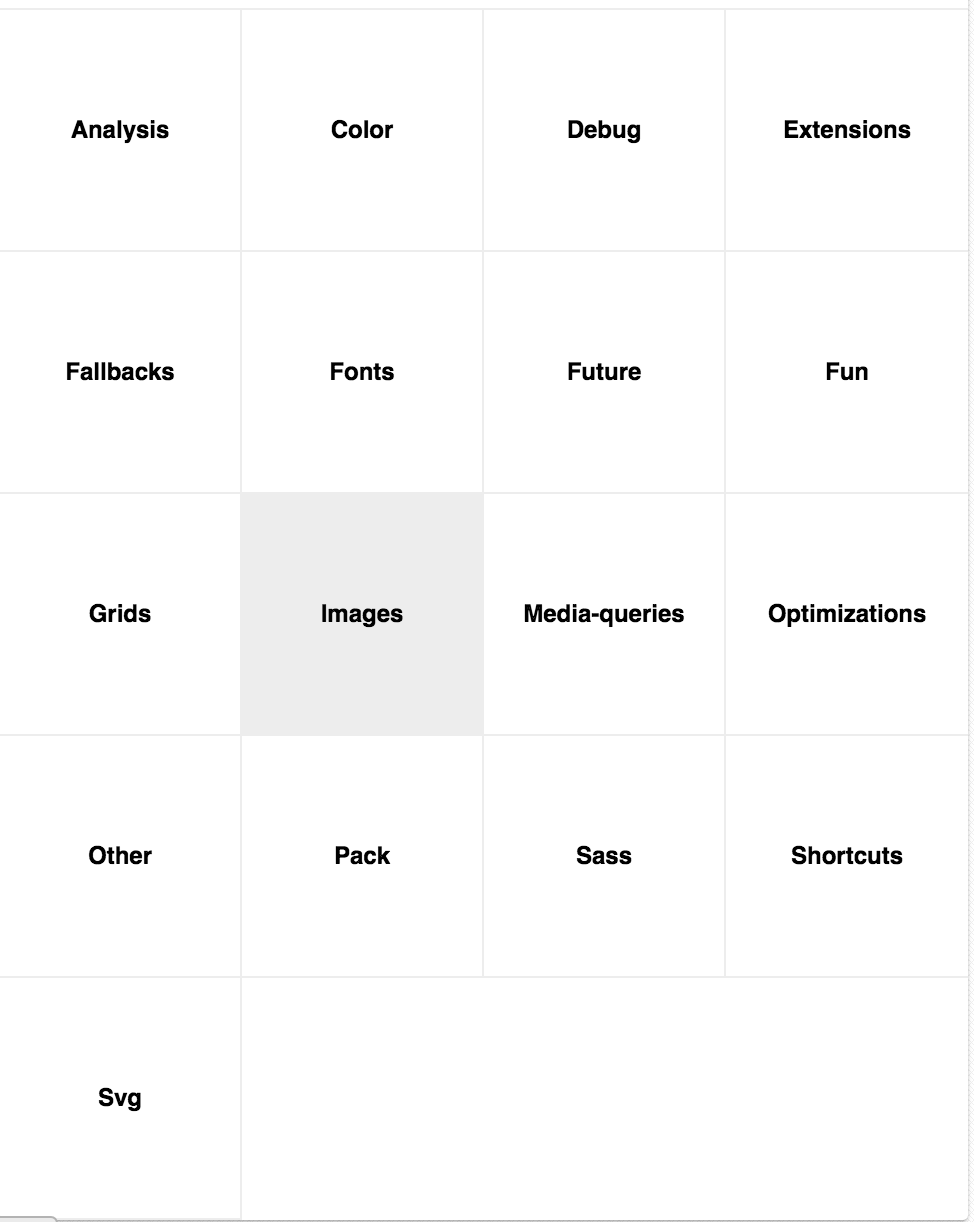 Analysis Color Debug Extensions
Fallbacks Fonts Future Fun
Grids Images Media-queries Optimizations
Other Pack Sass Shortcuts
Svg